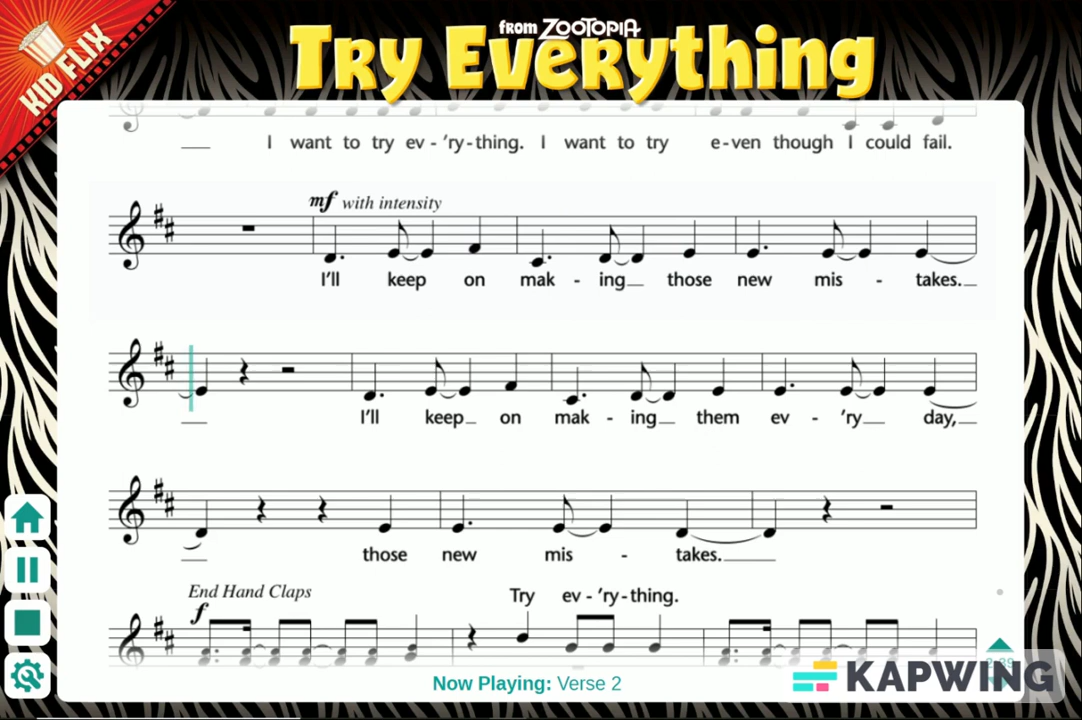 KID FLIX
from ZOOTOPIA
Try Everything
I want to try ev - 'ry - thing. I want to try e - ven though I could fail.
mf with intensity
I'll keep on mak - ing those new mis - takes.
I'll keep on mak - ing them ev - 'ry day,
those new mis - takes.
End Hand Claps
f
Try ev - 'ry - thing.
Now Playing: Verse 2
KAPWING